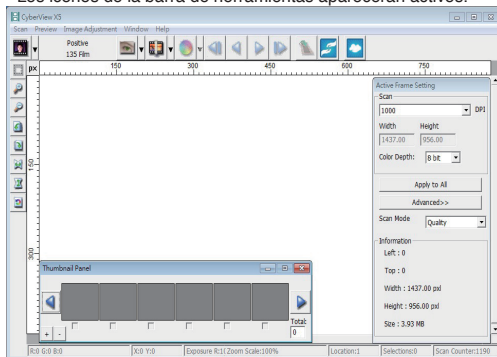 Los iconos de la barra de herramientas aparecerán activos.
CyberView X5
Scan Preview Image Adjustment Window Help
Positive
135 Film
px 150 300 450 600 750
150
300
Active Frame Setting
Scan
1000 DPI
Width Height
1437.00 956.00
Color Depth: 8 bit
Apply to All
Advanced>>
Scan Mode Quality
Information
Left : 0
Top : 0
Width : 1437.00 pxl
Height : 956.00 pxl
Size : 3.93 MB
Thumbnail Panel
Total:
0
+ -
R:0 G:0 B:0 X:0 Y:0 Exposure R:1( Zoom Scale:100% Location:1 Selections:0 Scan Counter:1190